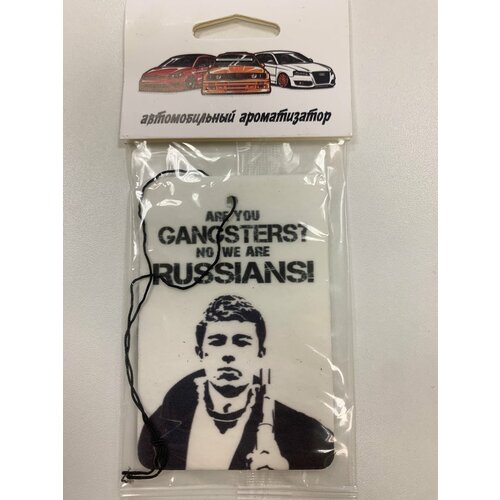 автомобильный ароматизатор
ARE YOU
GANGSTERS?
NO WE ARE
RUSSIANS!